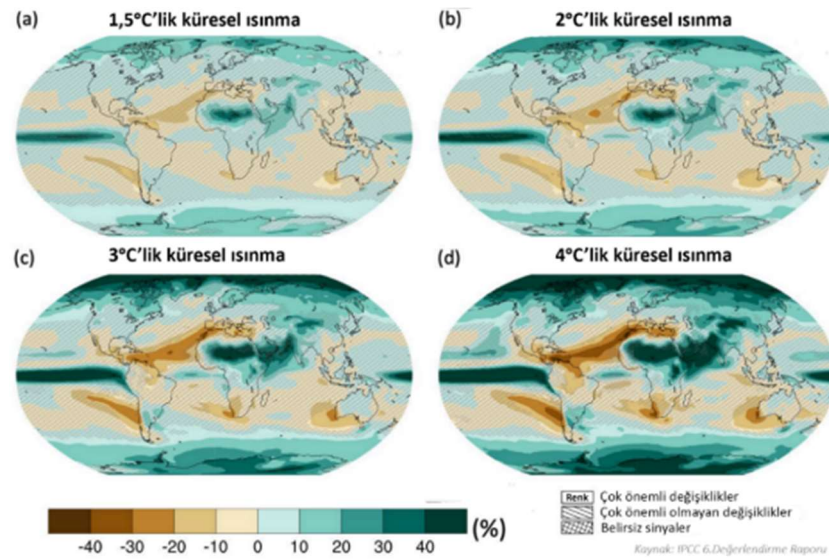 (a) 1,5°C'lik küresel ısınma
(b) 2°C'lik küresel ısınma
(c) 3°C'lik küresel ısınma
(d) 4°C'lik küresel ısınma
-40 -30 -20 -10 0 10 20 30 40 (%)
Renk Çok önemli değişiklikler
Çok önemli olmayan değişiklikler
Belirsiz sinyaler
Kaynak: IPCC 6.Değerlendirme Raporu